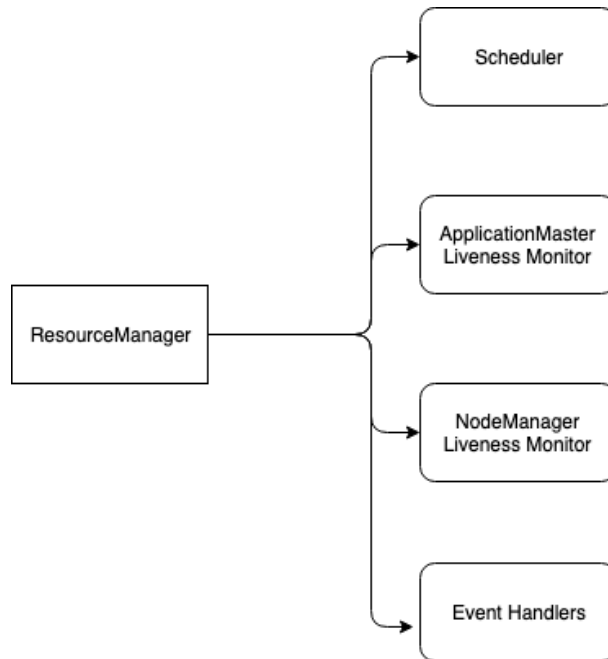 Scheduler
ApplicationMaster
Liveness Monitor
ResourceManager
NodeManager
Liveness Monitor
Event Handlers